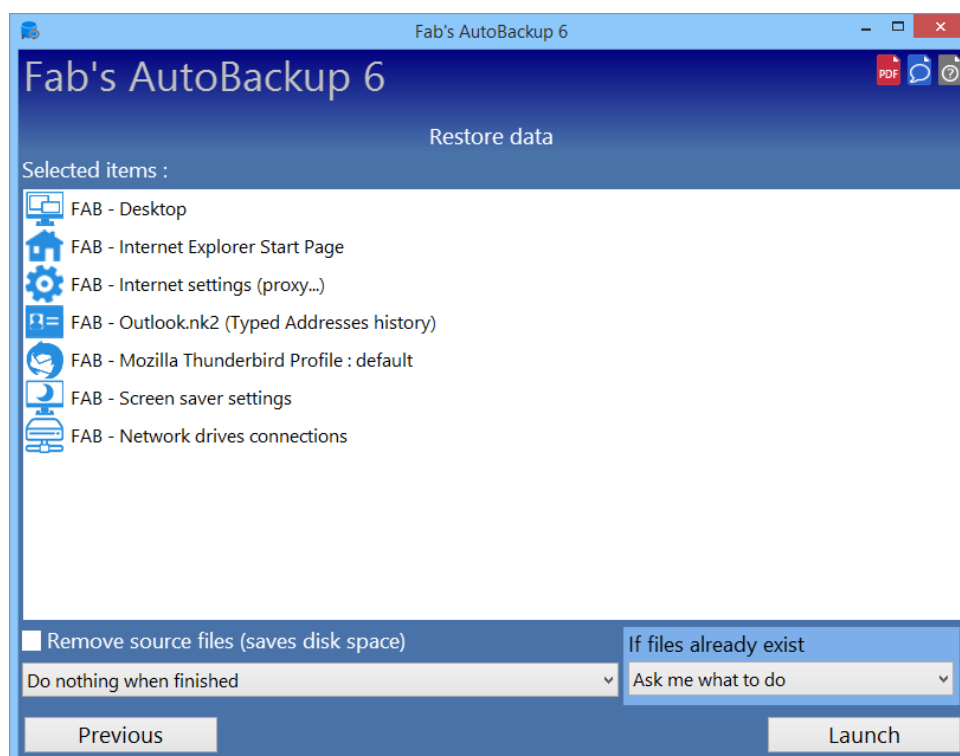 Fab's AutoBackup 6
Fab's AutoBackup 6
PDF
?
Restore data
Selected items :
FAB - Desktop
FAB - Internet Explorer Start Page
FAB - Internet settings (proxy...)
FAB - Outlook.nk2 (Typed Addresses history)
FAB - Mozilla Thunderbird Profile : default
FAB - Screen saver settings
FAB - Network drives connections
Remove source files (saves disk space)
If files already exist
Do nothing when finished
Ask me what to do
Previous
Launch